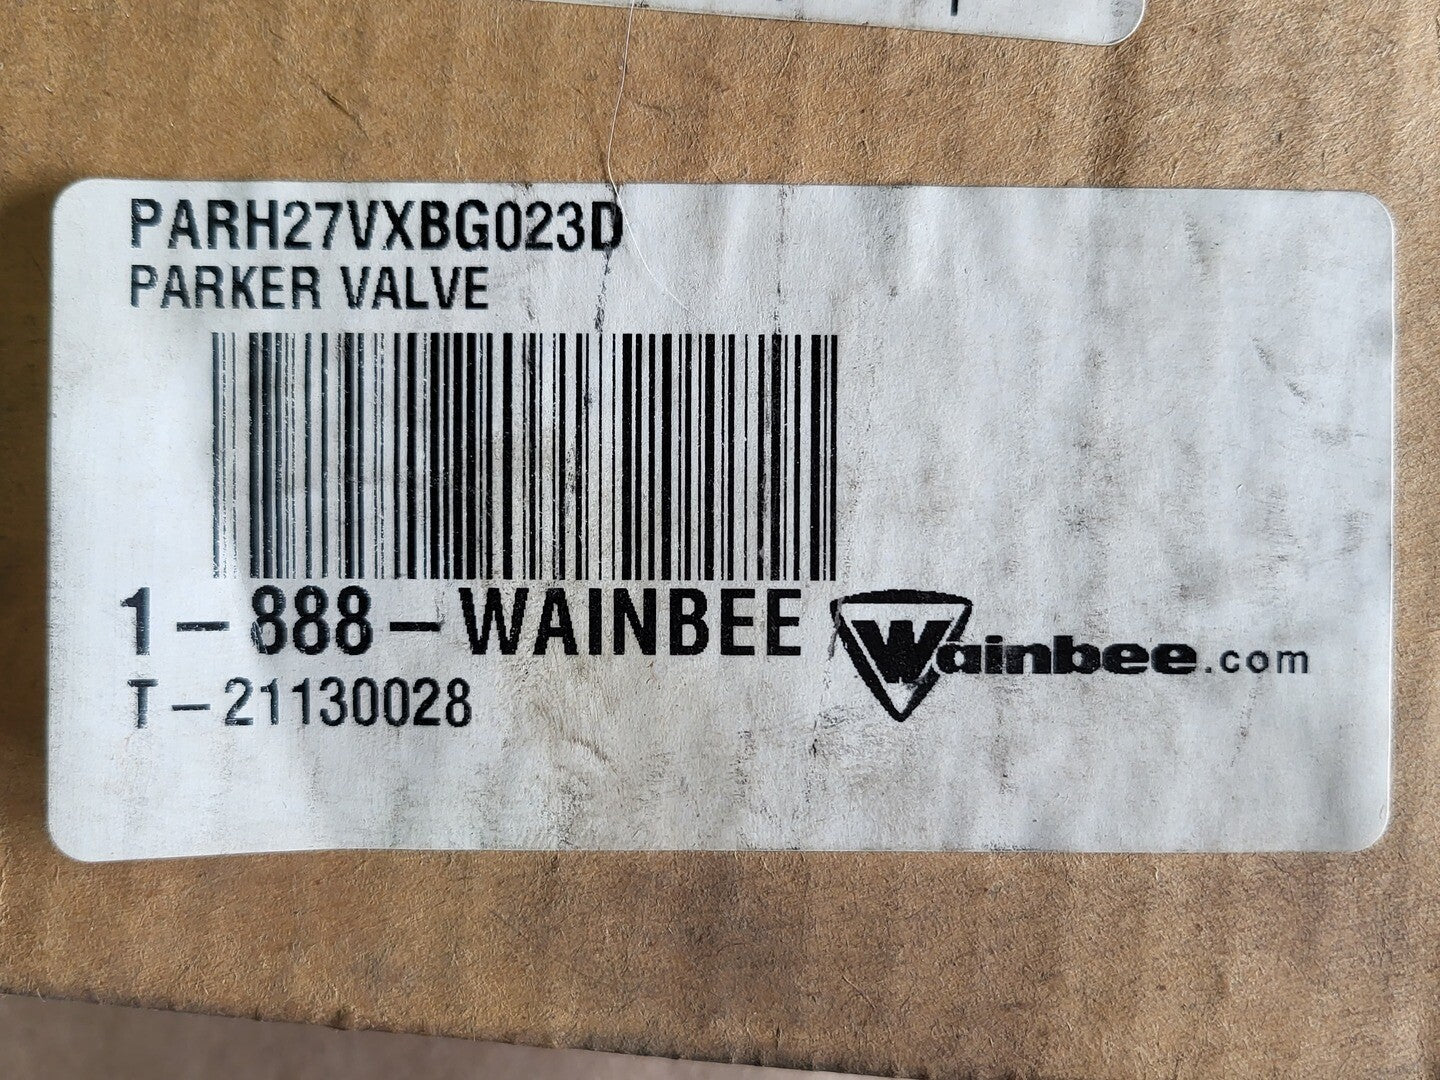 PARH27VXBG023D
PARKER VALVE
1-888-WAINBEE
Wainbee.com
T-21130028